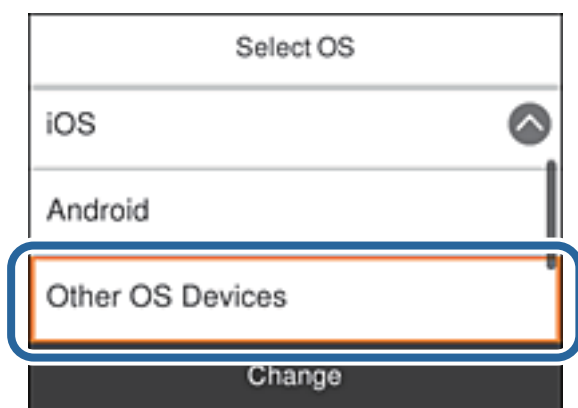 Select OS
iOS
Android
Other OS Devices
Change